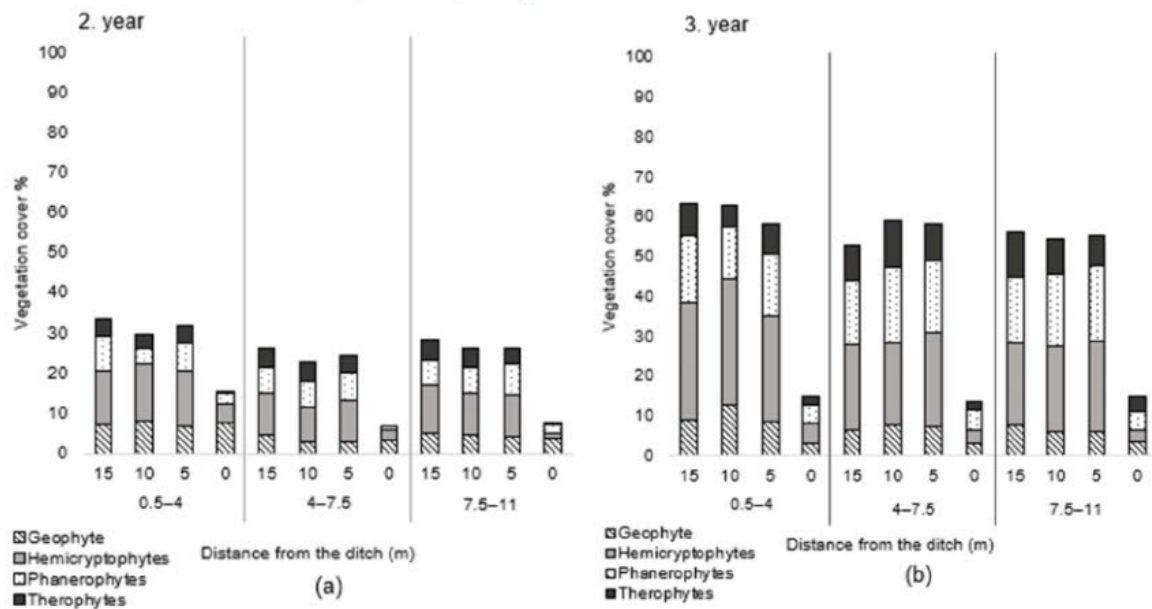 2. year
100
90
80
70
60
50
40
30
20
10
0
Vegetation cover %
15 10 5 0 15 10 5 0 15 10 5 0
0.5–4 4–7.5 7.5–11
Distance from the ditch (m)
Geophyte
Hemicryptophytes
Phanerophytes
Therophytes
(a)
3. year
100
90
80
70
60
50
40
30
20
10
0
Vegetation cover %
15 10 5 0 15 10 5 0 15 10 5 0
0.5–4 4–7.5 7.5–11
Distance from the ditch (m)
Geophyte
Hemicryptophytes
Phanerophytes
Therophytes
(b)